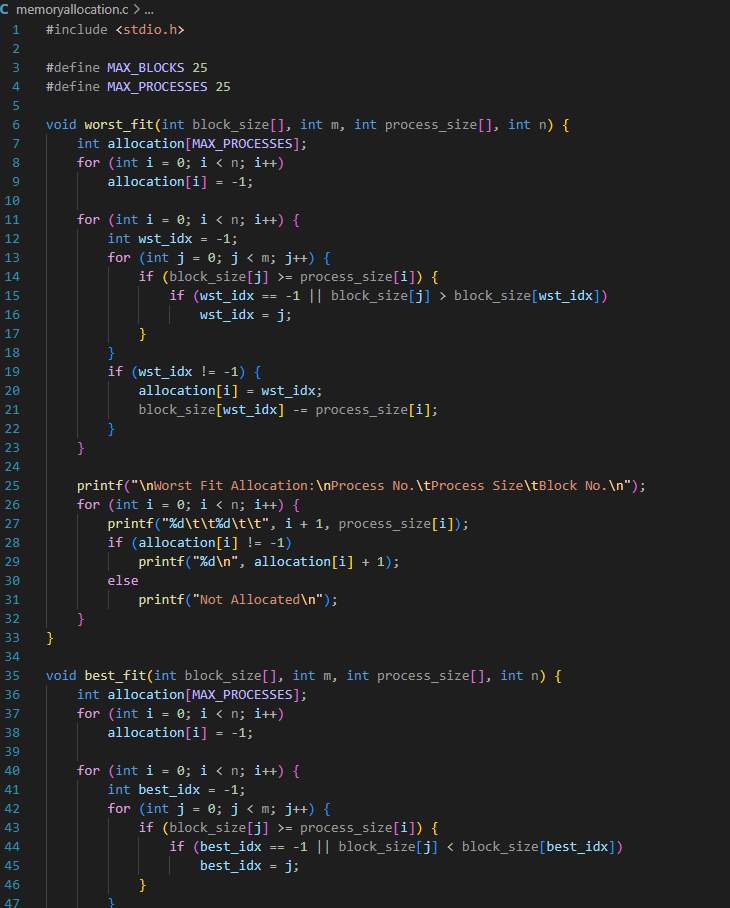 memoryallocation.c > ...
1 #include <stdio.h>
2
3 #define MAX_BLOCKS 25
4 #define MAX_PROCESSES 25
5
6 void worst_fit(int block_size[], int m, int process_size[], int n) {
7     int allocation[MAX_PROCESSES];
8     for (int i = 0; i < n; i++)
9         allocation[i] = -1;
10
11     for (int i = 0; i < n; i++) {
12         int wst_idx = -1;
13         for (int j = 0; j < m; j++) {
14             if (block_size[j] >= process_size[i]) {
15                 if (wst_idx == -1 || block_size[j] > block_size[wst_idx])
16                     wst_idx = j;
17             }
18         }
19         if (wst_idx != -1) {
20             allocation[i] = wst_idx;
21             block_size[wst_idx] -= process_size[i];
22         }
23     }
24
25     printf("\nWorst Fit Allocation:\nProcess No.\tProcess Size\tBlock No.\n");
26     for (int i = 0; i < n; i++) {
27         printf("%d\t\t%d\t\t", i + 1, process_size[i]);
28         if (allocation[i] != -1)
29             printf("%d\n", allocation[i] + 1);
30         else
31             printf("Not Allocated\n");
32     }
33 }
34
35 void best_fit(int block_size[], int m, int process_size[], int n) {
36     int allocation[MAX_PROCESSES];
37     for (int i = 0; i < n; i++)
38         allocation[i] = -1;
39
40     for (int i = 0; i < n; i++) {
41         int best_idx = -1;
42         for (int j = 0; j < m; j++) {
43             if (block_size[j] >= process_size[i]) {
44                 if (best_idx == -1 || block_size[j] < block_size[best_idx])
45                     best_idx = j;
46             }
47         }